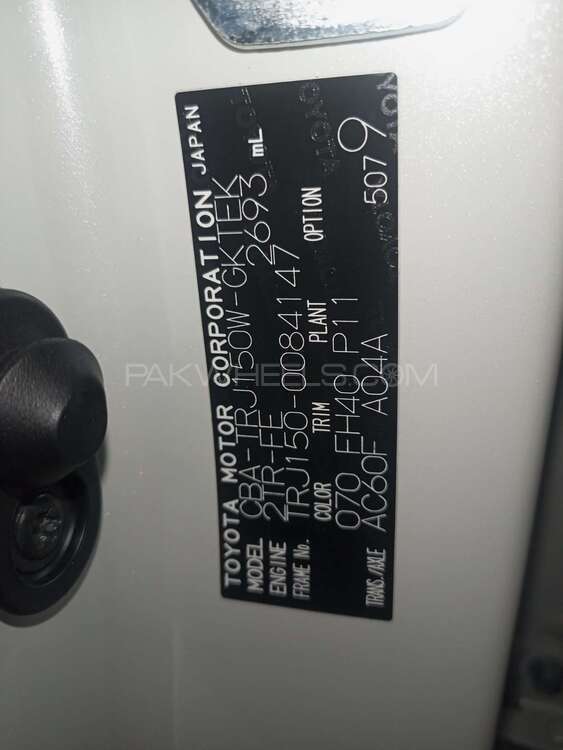 TOYOTA MOTOR CORPORATION JAPAN
MODEL CBA-TRJ150W-GKTEK
ENGINE 2TR-FE 2693 mL
FRAME No. TRJ150-0084147
COLOR TRIM PLANT OPTION
070 FH40 P11
TRANS./AXLE AC60F A04A 5079
PAKWHEELS.COM